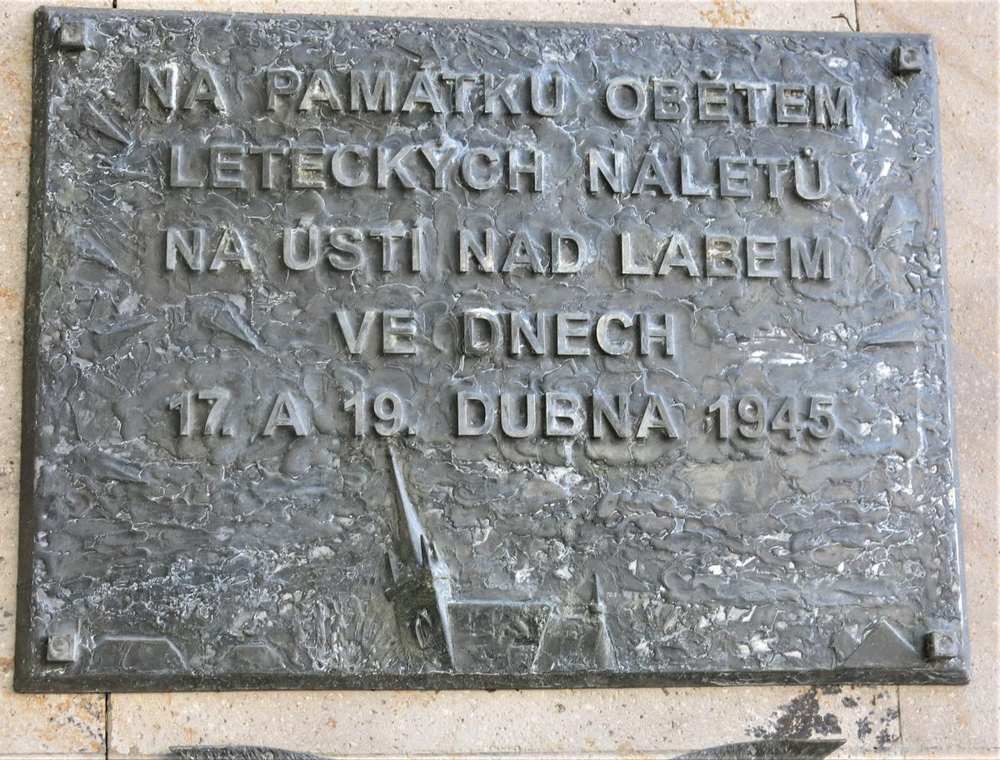 NA PAMÁTKU OBĚTEM
LETECKÝCH NÁLETŮ
NA ÚSTÍ NAD LABEM
VE DNECH
17. A 19. DUBNA 1945